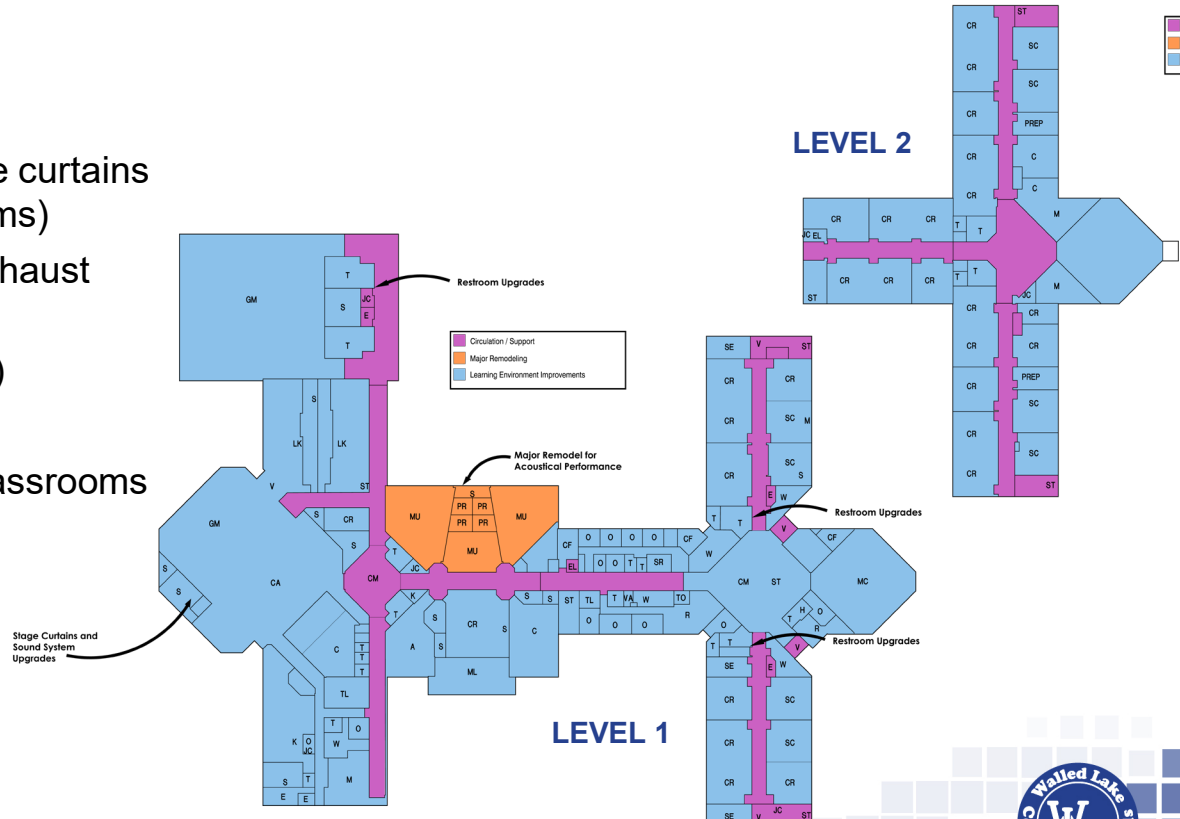 e curtains
ms)
haust
)
assrooms
LEVEL 2
CR
ST
CR
SC
SC
CR
PREP
CR
C
C
CR
M
T
T
CR
CR
CR
JC EL
ST
CR
CR
CR
T
T
M
JC
CR
CR
CR
CR
PREP
CR
SC
CR
SC
CR
ST
Restroom Upgrades
GM
T
S
JC
E
T
Circulation / Support
Major Remodeling
Learning Environment Improvements
S
LK
LK
V
ST
GM
S
CR
S
CA
CM
S
S
Stage Curtains and
Sound System
Upgrades
Major Remodel for
Acoustical Performance
S
PR PR
PR PR
MU
MU
MU
T
JC
K
T
A
S
S
CR
S
ML
C
S
S
C
T
T
T
TL
T
O
W
K
O
JC
T
M
S
E
E
SE
V
ST
CR
CR
CR
SC
M
SC
S
CR
E
W
T
T
Restroom Upgrades
V
CF
CF
O
O
O
O
CF
EL
O
O
T
T
SR
W
CM
ST
MC
ST
TL
T
VA
W
TO
O
O
O
R
O
H
O
T
R
V
Restroom Upgrades
T
T
SE
E
W
CR
SC
CR
SC
CR
CR
SE
V
JC
ST
LEVEL 1
Walled Lake
W